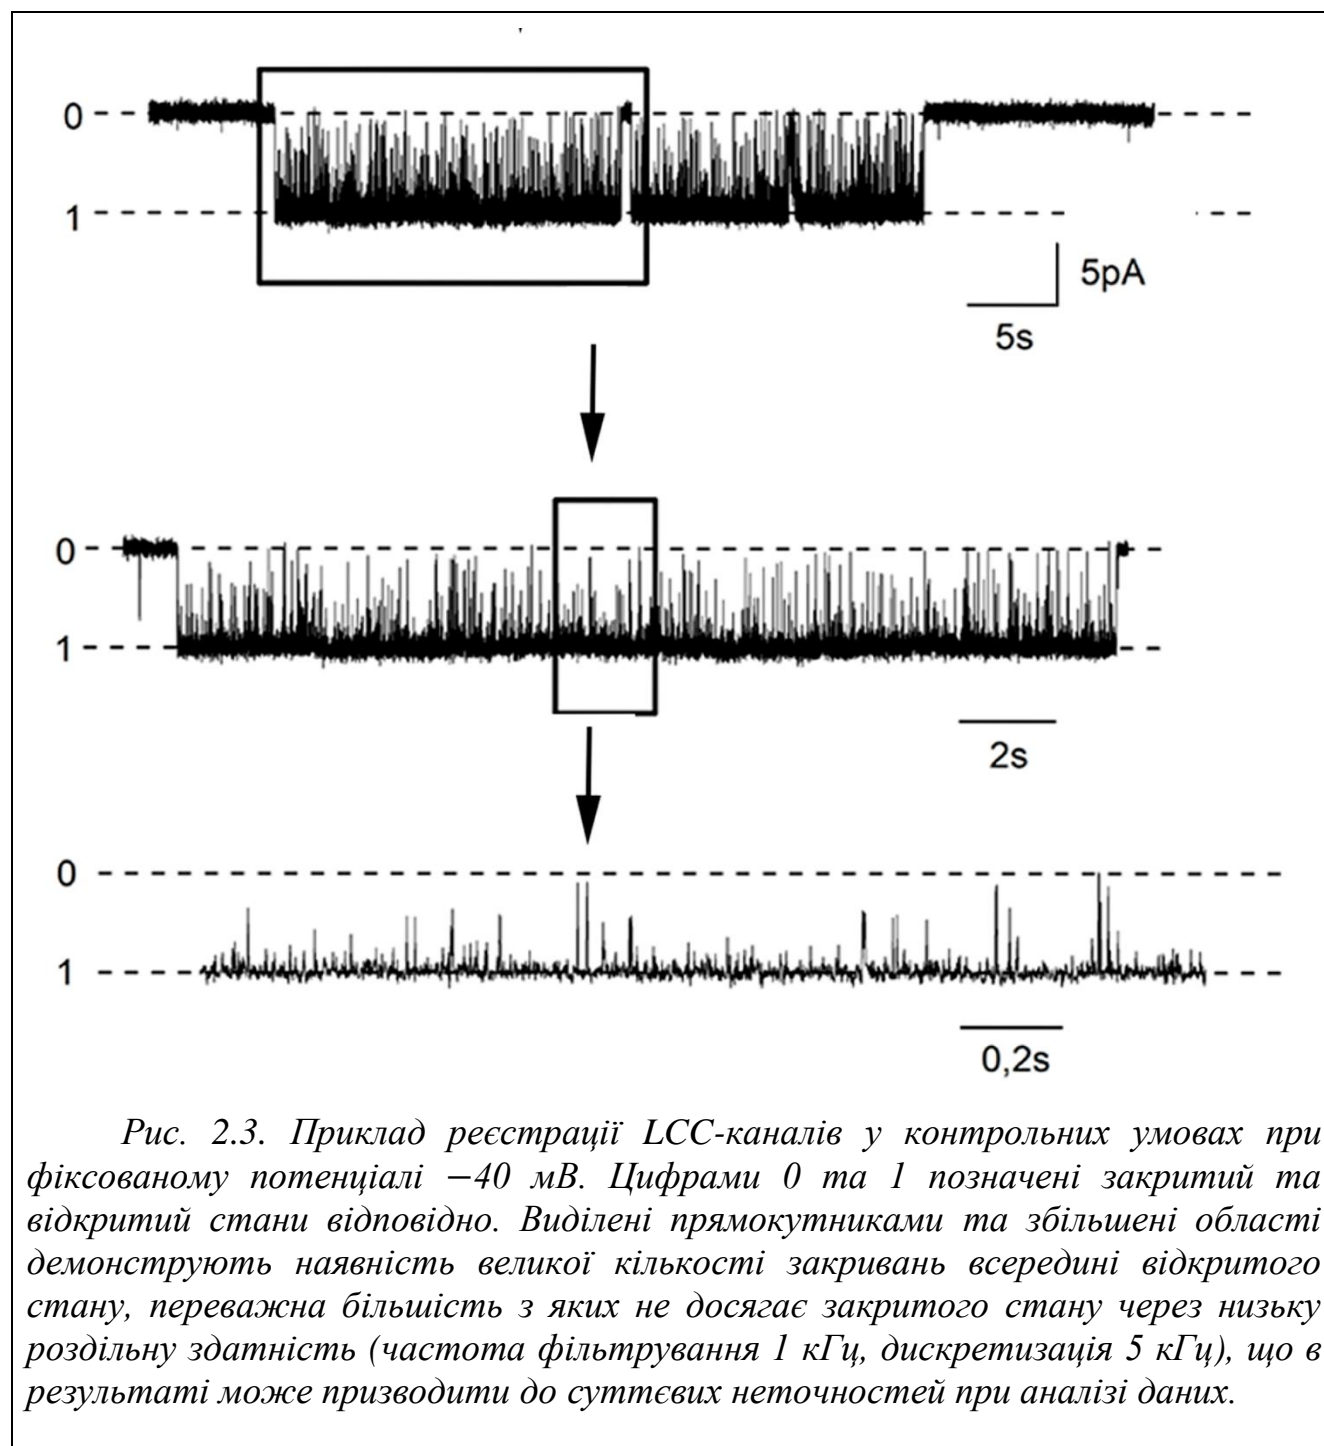 0
1
5pA
5s
0
1
2s
0
1
0,2s
Рис. 2.3. Приклад реєстрації LCC-каналів у контрольних умовах при
фіксованому потенціалі −40 мВ. Цифрами 0 та 1 позначені закритий та
відкритий стани відповідно. Виділені прямокутниками та збільшені області
демонструють наявність великої кількості закривань всередині відкритого
стану, переважна більшість з яких не досягає закритого стану через низьку
роздільну здатність (частота фільтрування 1 кГц, дискретизація 5 кГц), що в
результаті може призводити до суттєвих неточностей при аналізі даних.